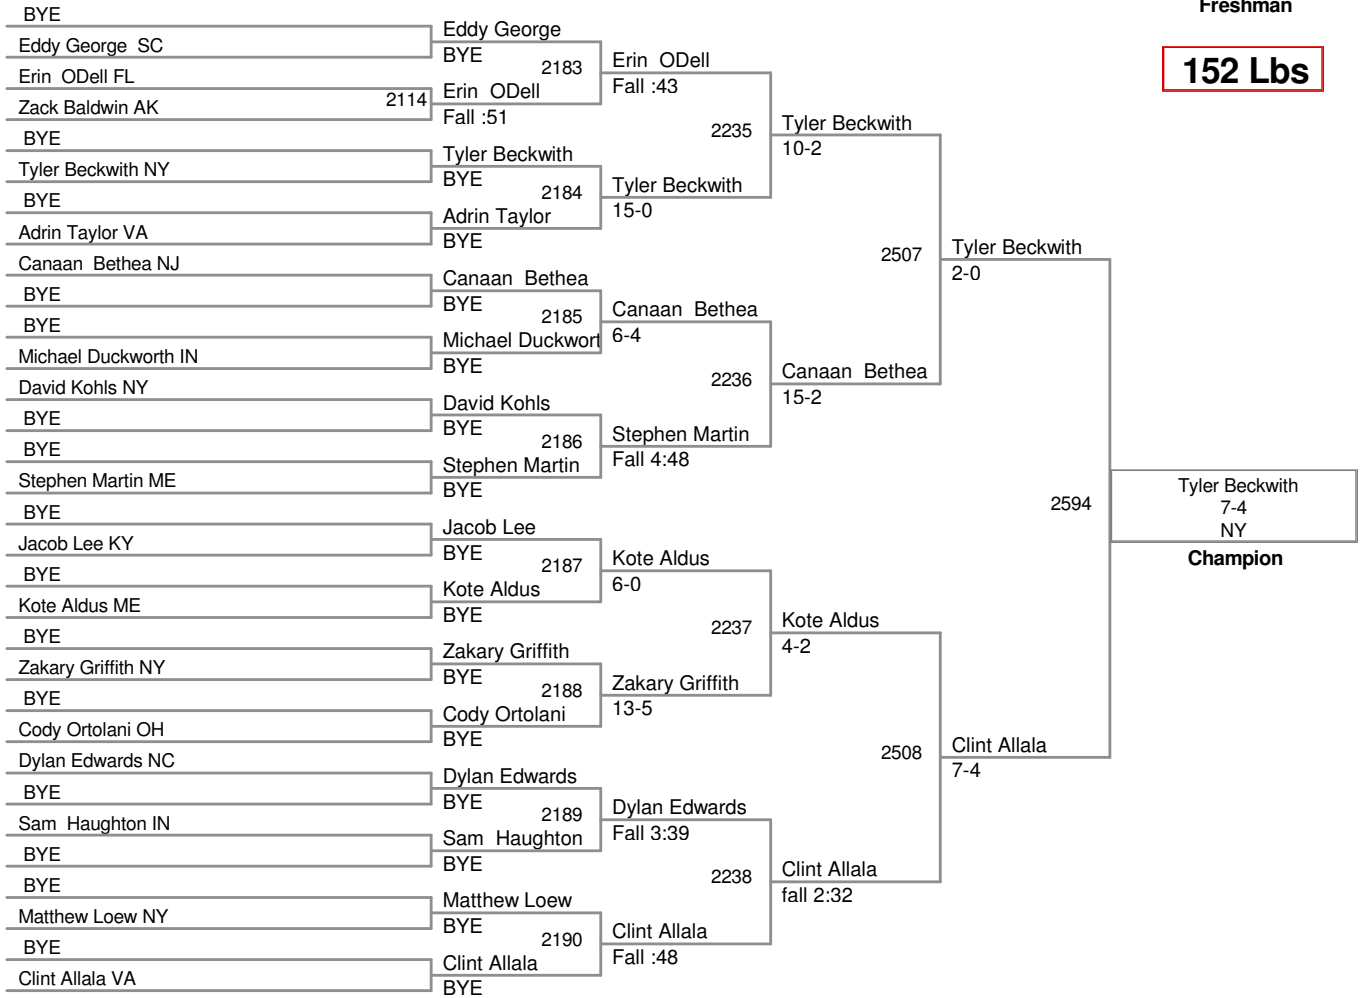 Freshman
152 Lbs
BYE
Eddy George SC
Erin ODell FL
Zack Baldwin AK
BYE
Tyler Beckwith NY
BYE
Adrin Taylor VA
Canaan Bethea NJ
BYE
BYE
Michael Duckworth IN
David Kohls NY
BYE
BYE
Stephen Martin ME
BYE
Jacob Lee KY
BYE
Kote Aldus ME
BYE
Zakary Griffith NY
BYE
Cody Ortolani OH
Dylan Edwards NC
BYE
Sam Haughton IN
BYE
BYE
Matthew Loew NY
BYE
Clint Allala VA
2114
Eddy George
BYE
Erin ODell
Fall :51
Tyler Beckwith
BYE
Adrin Taylor
BYE
Canaan Bethea
BYE
Michael Duckwort
BYE
David Kohls
BYE
Stephen Martin
BYE
Jacob Lee
BYE
Kote Aldus
BYE
Zakary Griffith
BYE
Cody Ortolani
BYE
Dylan Edwards
BYE
Sam Haughton
BYE
Matthew Loew
BYE
Clint Allala
BYE
2183
2184
2185
2186
2187
2188
2189
2190
Erin ODell
Fall :43
Tyler Beckwith
15-0
Canaan Bethea
6-4
Stephen Martin
Fall 4:48
Kote Aldus
6-0
Zakary Griffith
13-5
Dylan Edwards
Fall 3:39
Clint Allala
Fall :48
2235
2236
2237
2238
Tyler Beckwith
10-2
Canaan Bethea
15-2
Kote Aldus
4-2
Clint Allala
fall 2:32
2507
2508
Tyler Beckwith
2-0
Clint Allala
7-4
2594
Tyler Beckwith
7-4
NY
Champion